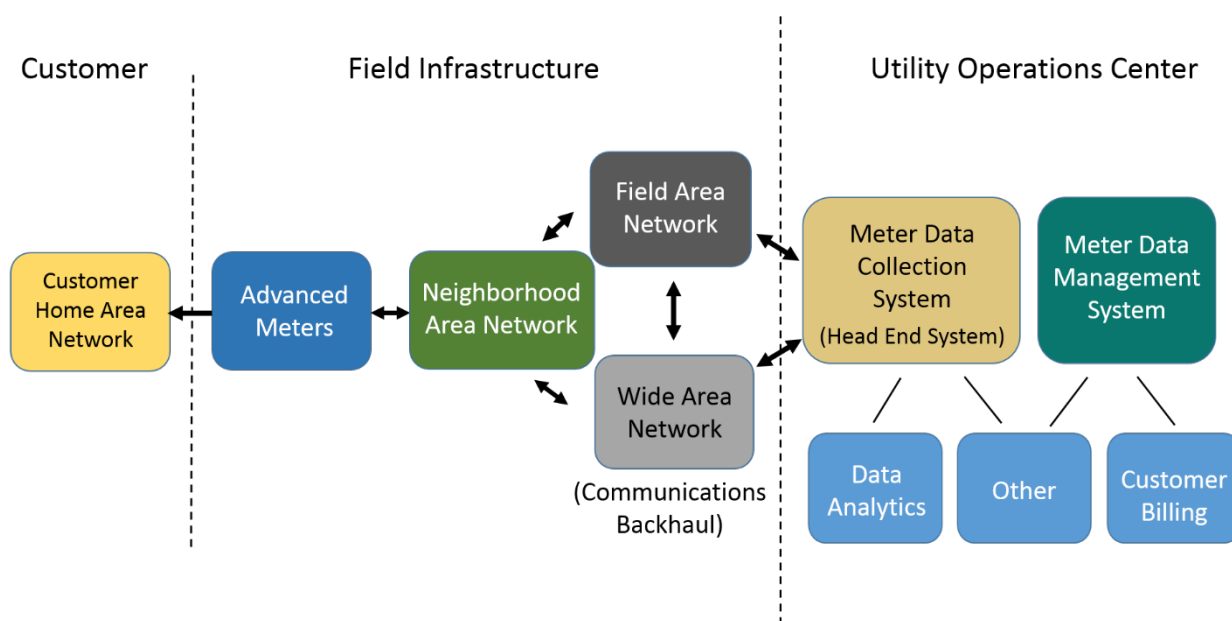 Customer
Field Infrastructure
Utility Operations Center
Customer
Home Area
Network
Advanced
Meters
Neighborhood
Area Network
Field Area
Network
Wide Area
Network
(Communications
Backhaul)
Meter Data
Collection
System
(Head End System)
Meter Data
Management
System
Data
Analytics
Other
Customer
Billing